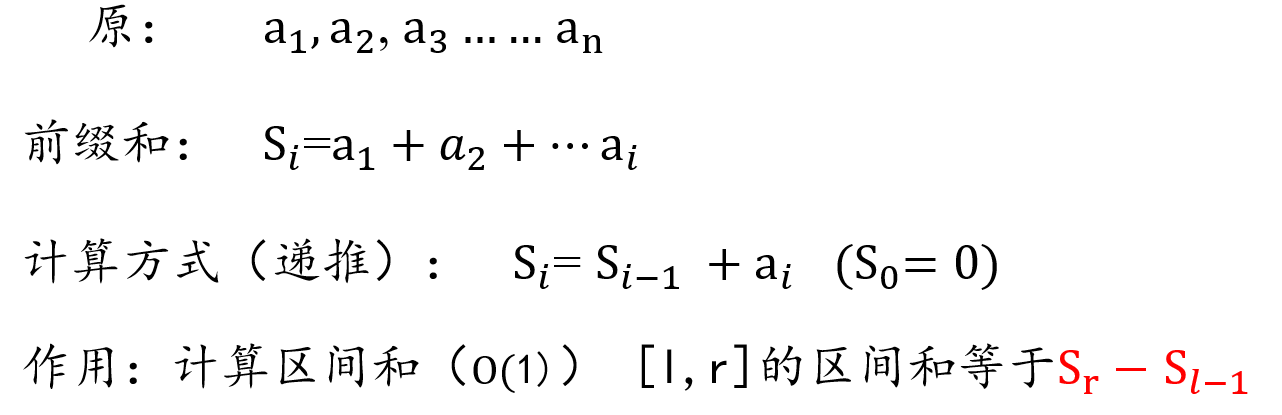 原： a₁,a₂, a₃ … … aₙ
前缀和： Sᵢ=a₁ + a₂ + ⋯ aᵢ
计算方式（递推）： Sᵢ= Sᵢ₋₁ + aᵢ (S₀= 0)
作用：计算区间和（O(1)） [l,r]的区间和等于Sᵣ − Sₗ₋₁